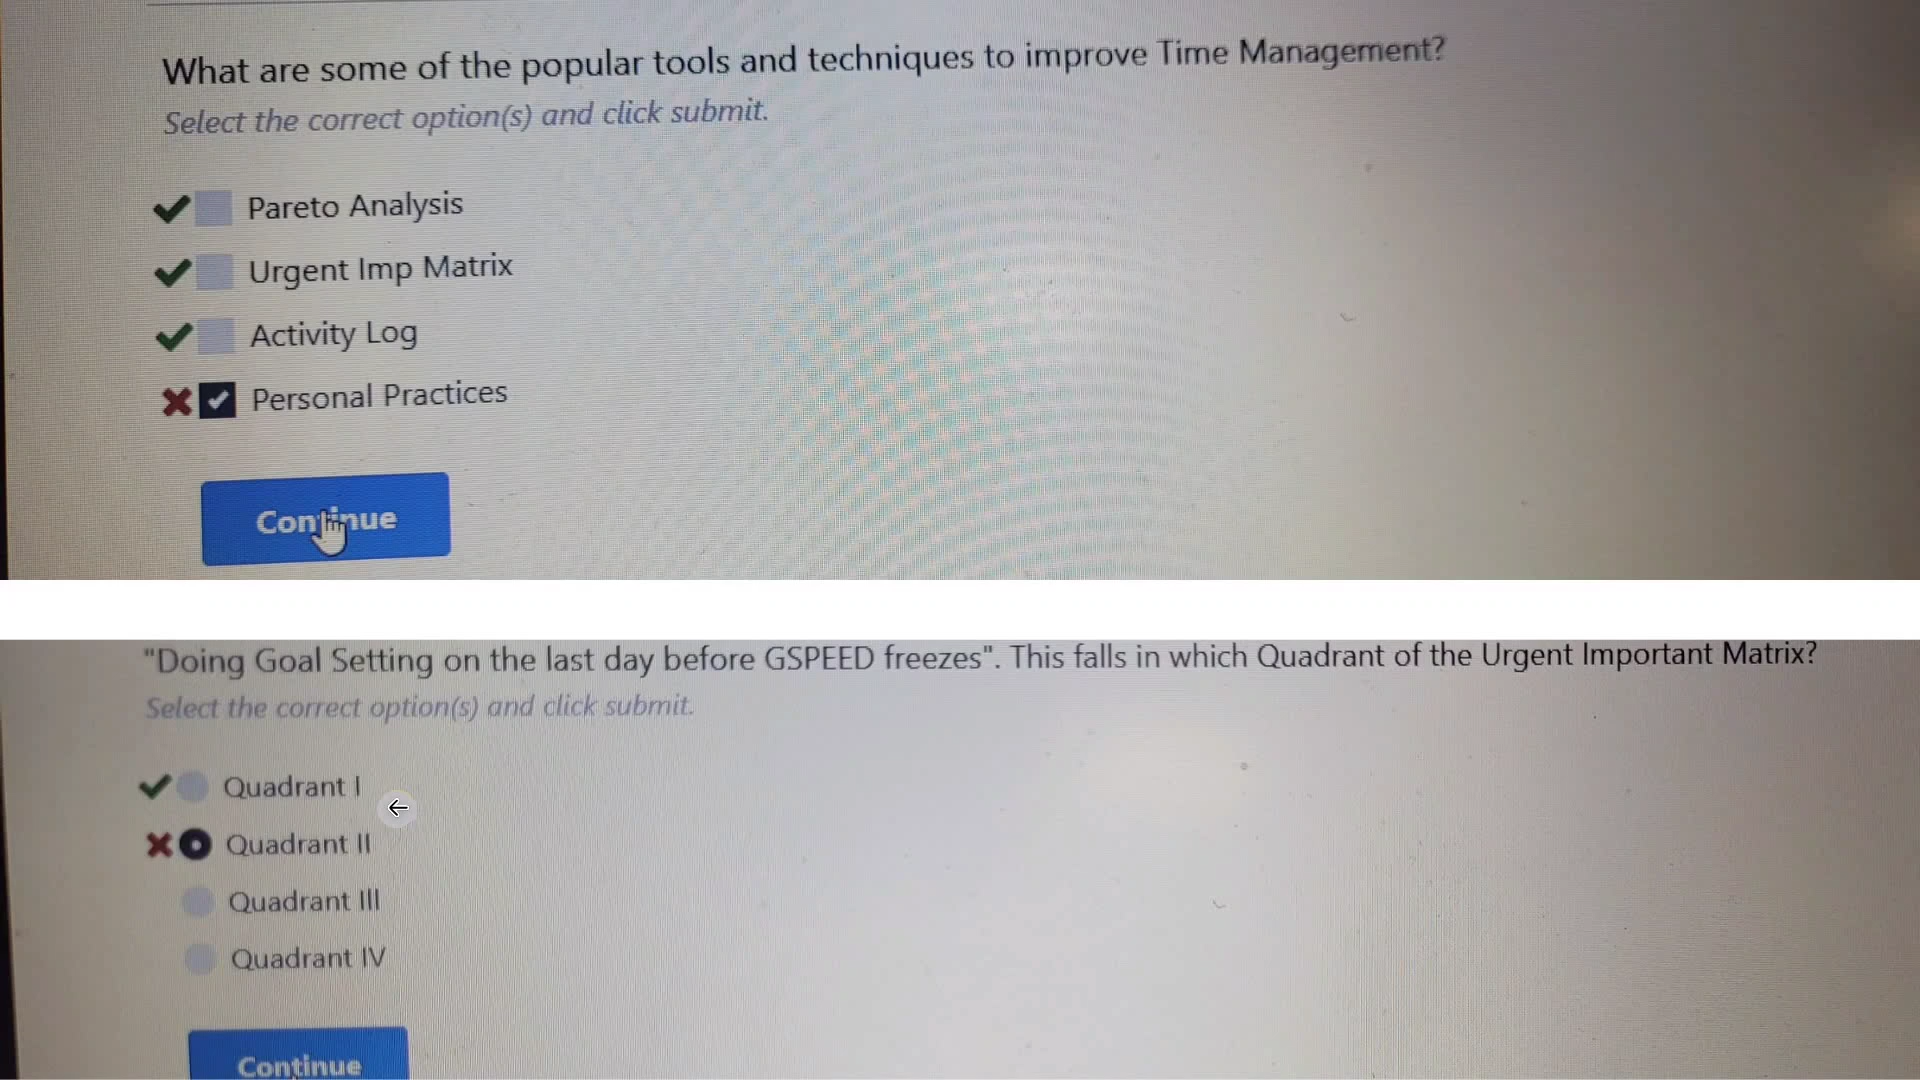 What are some of the popular tools and techniques to improve Time Management?
Select the correct option(s) and click submit.
Pareto Analysis
Urgent Imp Matrix
Activity Log
Personal Practices
Continue
"Doing Goal Setting on the last day before GSPEED freezes". This falls in which Quadrant of the Urgent Important Matrix?
Select the correct option(s) and click submit.
Quadrant I
Quadrant II
Quadrant III
Quadrant IV
Continue